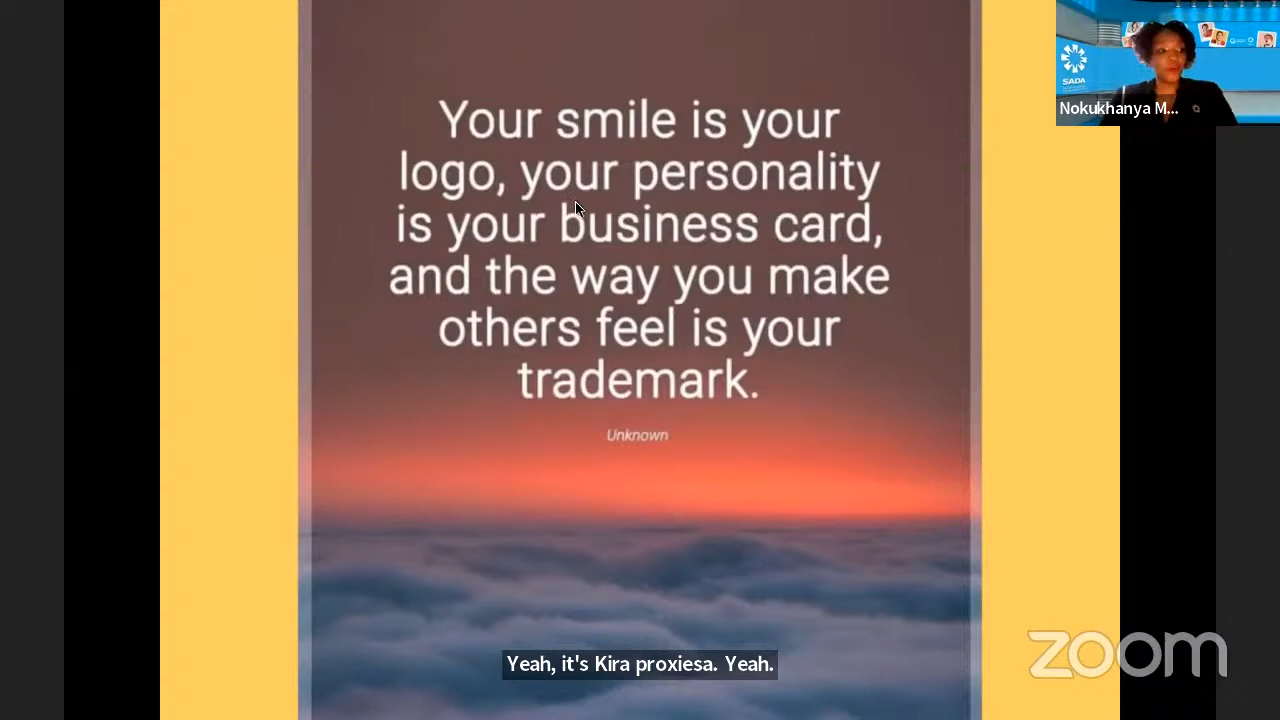 Your smile is your
logo, your personality
is your business card,
and the way you make
others feel is your
trademark.
Unknown
SADA
Nokukhanya M...
Yeah, it's Kira proxiesa. Yeah.
zoom